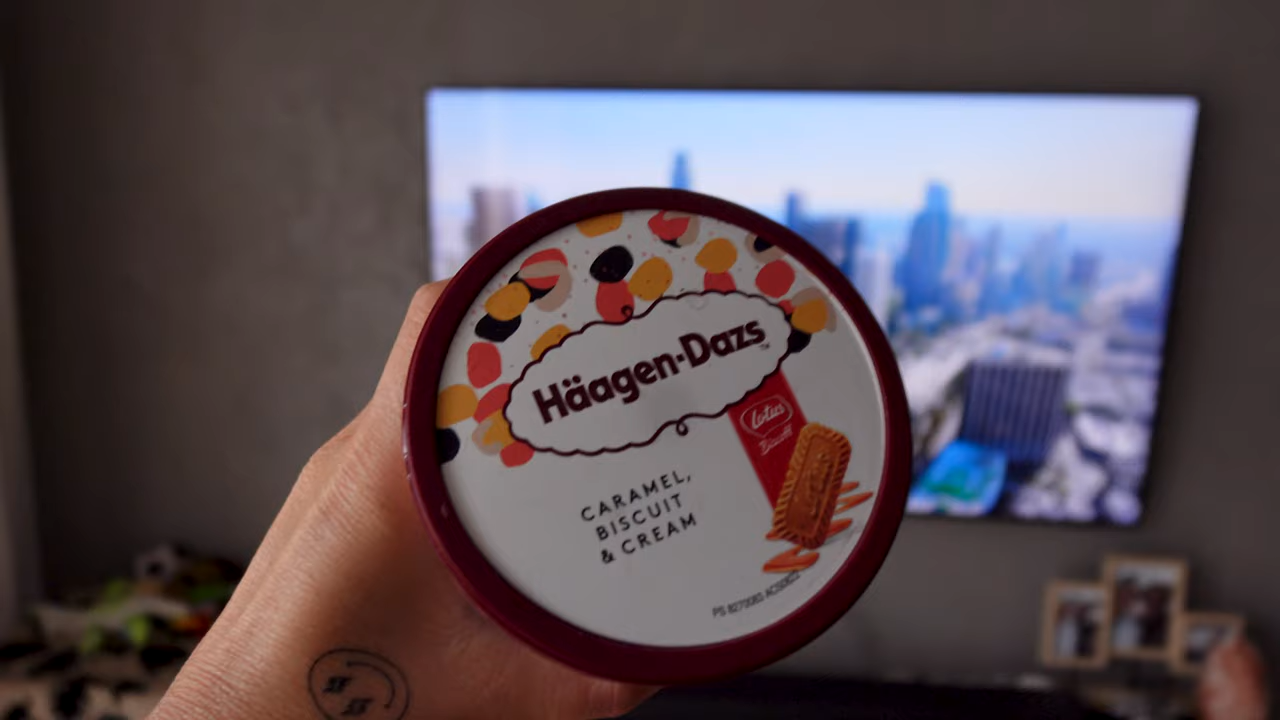 Häagen-Dazs
Lotus
Biscoff
CARAMEL,
BISCUIT
& CREAM